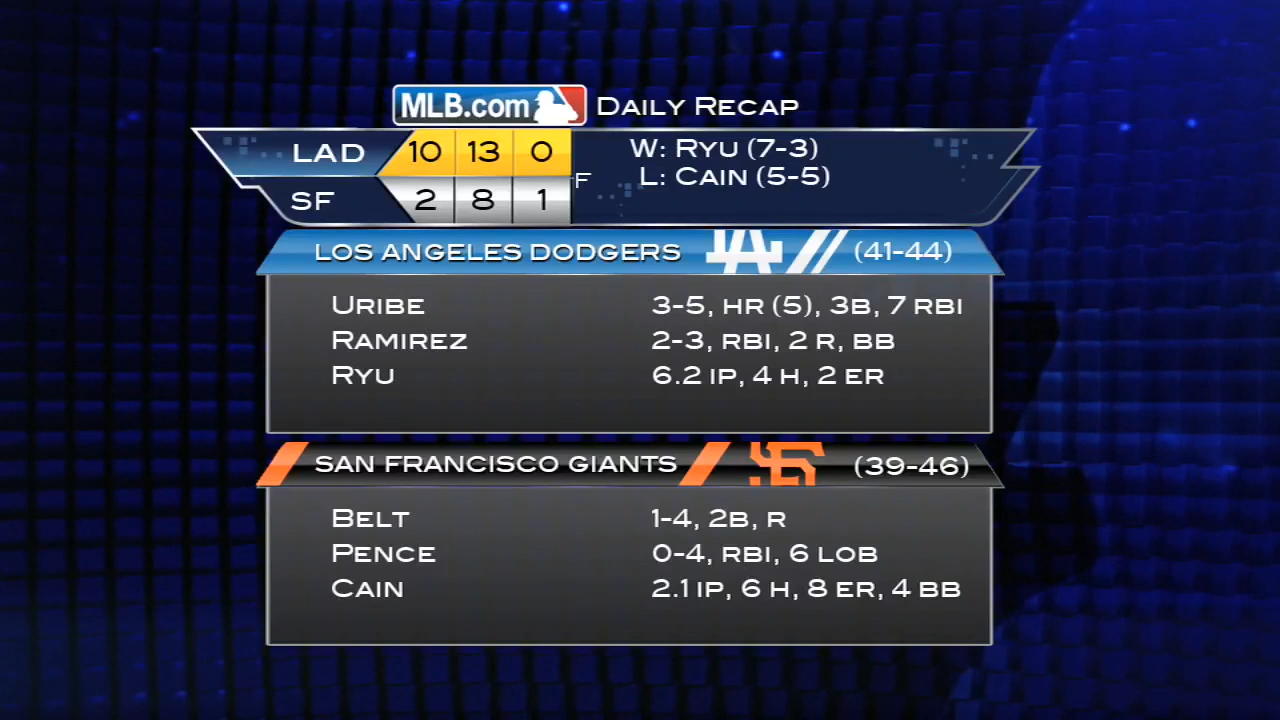 MLB.com DAILY RECAP
LAD 10 13 0
SF 2 8 1
F
W: RYU (7-3)
L: CAIN (5-5)
LOS ANGELES DODGERS LA (41-44)
URIBE 3-5, HR (5), 3B, 7 RBI
RAMIREZ 2-3, RBI, 2 R, BB
RYU 6.2 IP, 4 H, 2 ER
SAN FRANCISCO GIANTS SF (39-46)
BELT 1-4, 2B, R
PENCE 0-4, RBI, 6 LOB
CAIN 2.1 IP, 6 H, 8 ER, 4 BB